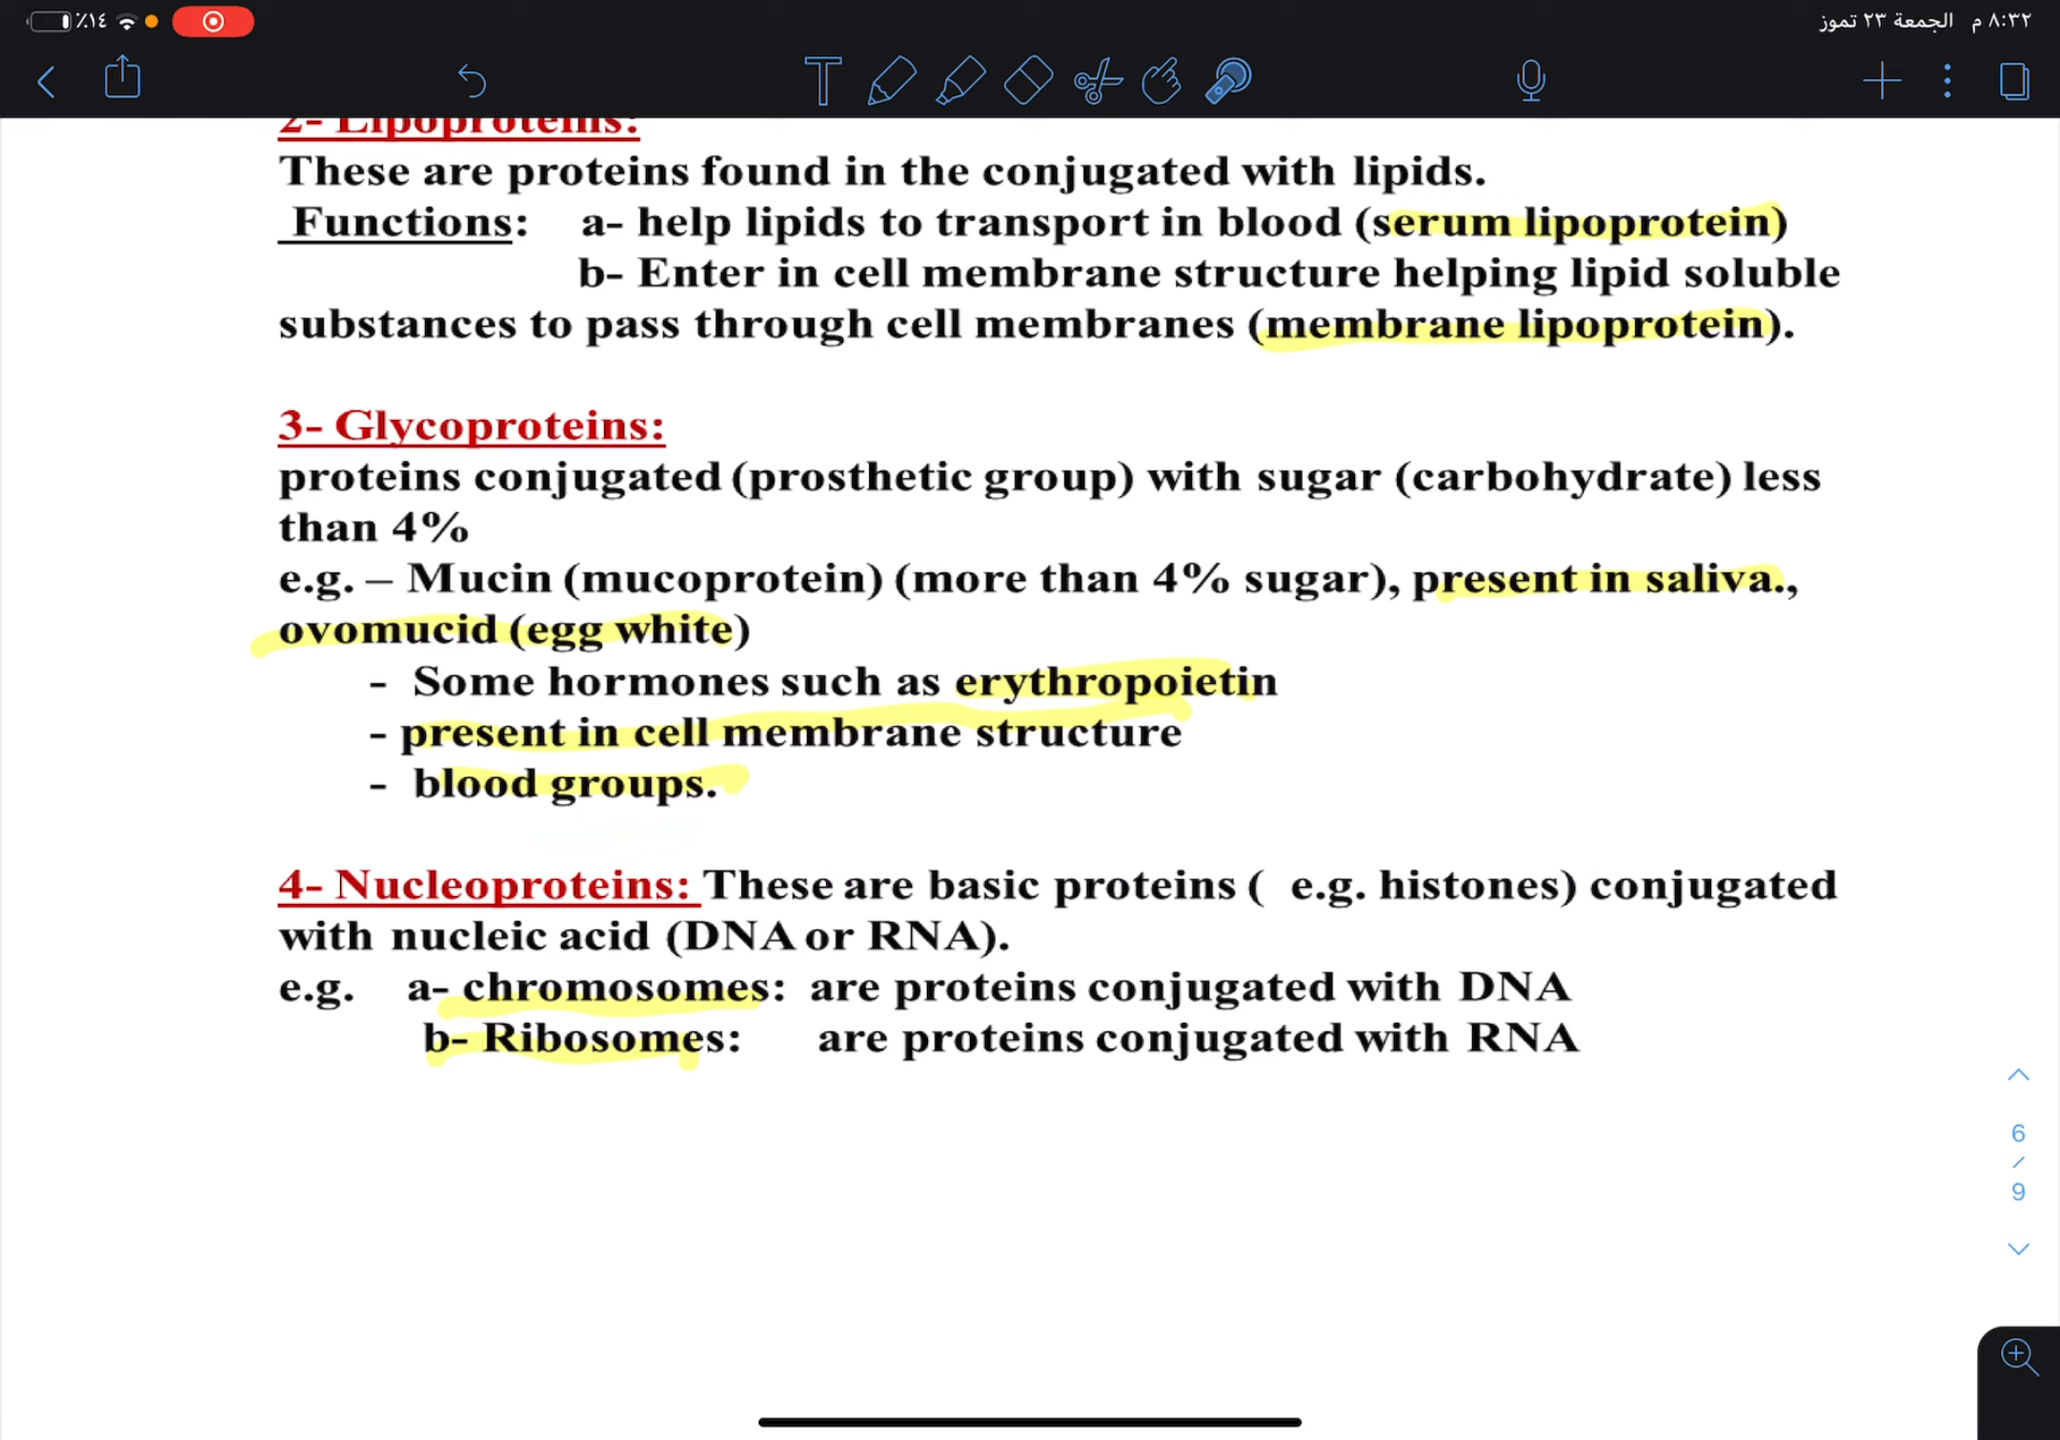 ٪١٤
٨:٣٢ م الجمعة ٢٣ تموز
2- Lipoproteins:
These are proteins found in the conjugated with lipids.
Functions: a- help lipids to transport in blood (serum lipoprotein)
b- Enter in cell membrane structure helping lipid soluble
substances to pass through cell membranes (membrane lipoprotein).
3- Glycoproteins:
proteins conjugated (prosthetic group) with sugar (carbohydrate) less
than 4%
e.g. – Mucin (mucoprotein) (more than 4% sugar), present in saliva.,
ovomucid (egg white)
- Some hormones such as erythropoietin
- present in cell membrane structure
- blood groups.
4- Nucleoproteins: These are basic proteins ( e.g. histones) conjugated
with nucleic acid (DNA or RNA).
e.g. a- chromosomes: are proteins conjugated with DNA
b- Ribosomes: are proteins conjugated with RNA
6
/
9